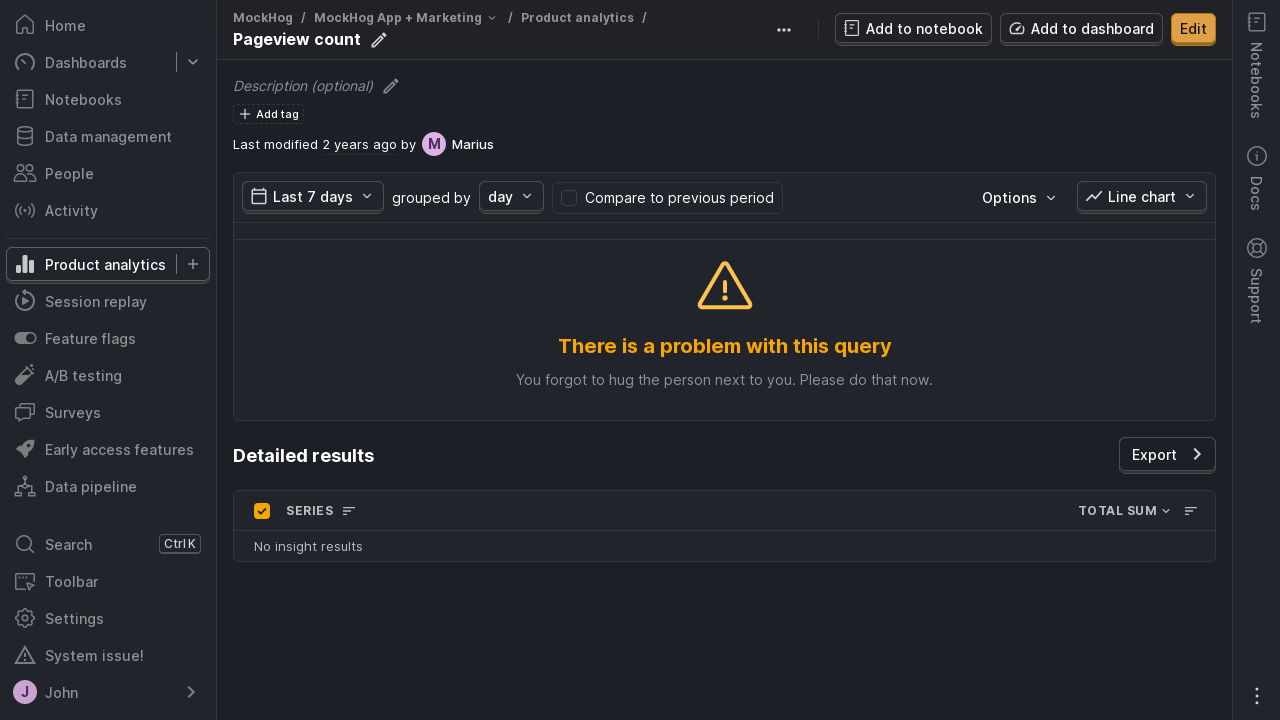 Home
Dashboards
Notebooks
Data management
People
Activity
Product analytics
Session replay
Feature flags
A/B testing
Surveys
Early access features
Data pipeline
Search Ctrl K
Toolbar
Settings
System issue!
J John
MockHog / MockHog App + Marketing / Product analytics /
Pageview count
Add to notebook
Add to dashboard
Edit
Description (optional)
Add tag
Last modified 2 years ago by M Marius
Last 7 days grouped by day Compare to previous period Options Line chart
There is a problem with this query
You forgot to hug the person next to you. Please do that now.
Detailed results
Export
SERIES TOTAL SUM
No insight results
Notebooks
Docs
Support